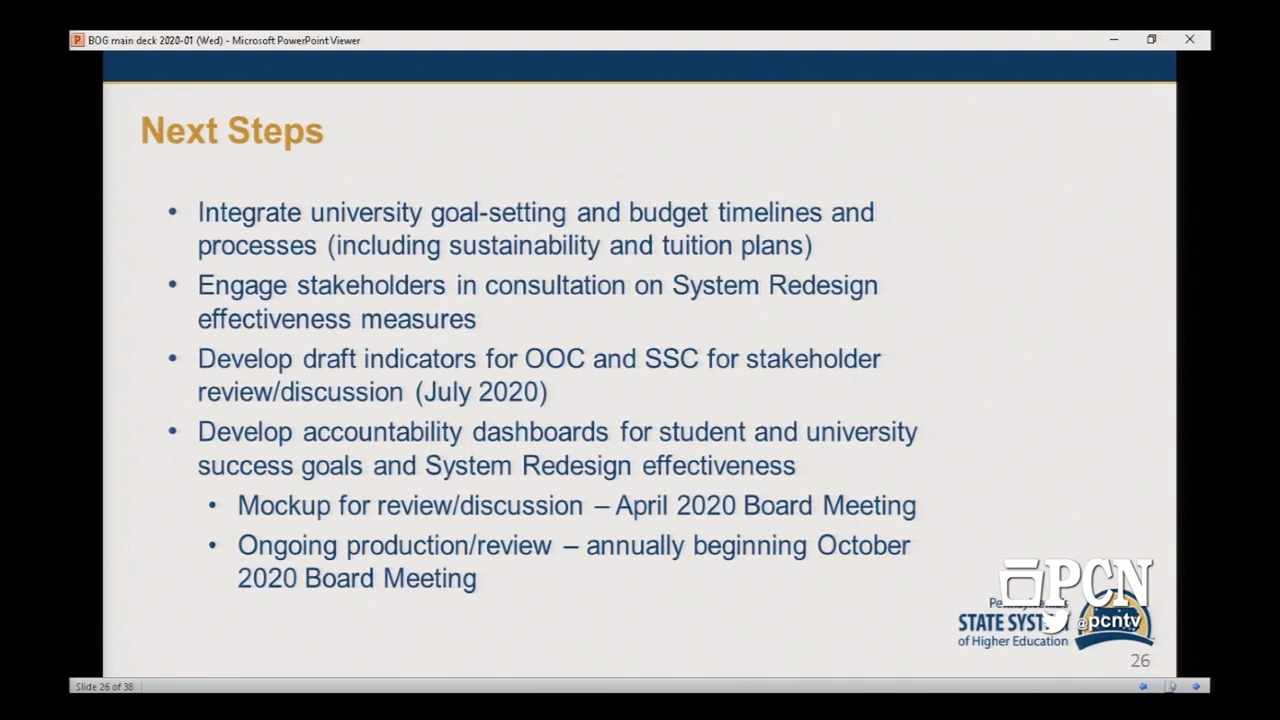 BOG main deck 2020-01 (Wed) - Microsoft PowerPoint Viewer
Next Steps
• Integrate university goal-setting and budget timelines and
processes (including sustainability and tuition plans)
• Engage stakeholders in consultation on System Redesign
effectiveness measures
• Develop draft indicators for OOC and SSC for stakeholder
review/discussion (July 2020)
• Develop accountability dashboards for student and university
success goals and System Redesign effectiveness
• Mockup for review/discussion – April 2020 Board Meeting
• Ongoing production/review – annually beginning October
2020 Board Meeting
PCN
@pcntv
STATE
of Higher Education
26
Slide 26 of 38